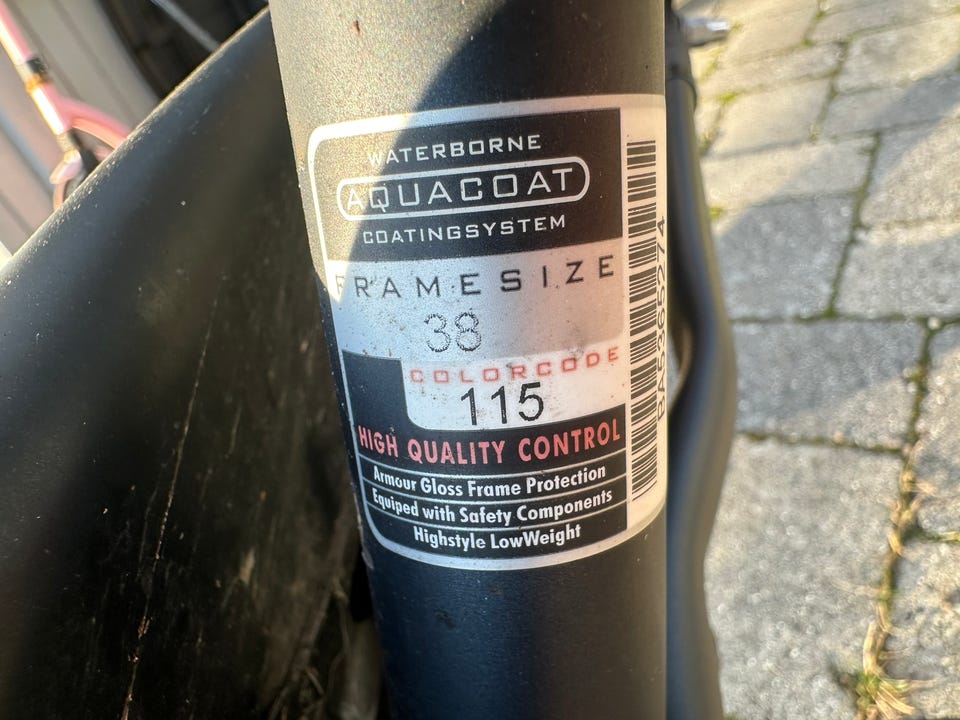 WATERBORNE
AQUACOAT
COATINGSYSTEM
FRAMESIZE
38
COLORCODE
115
HIGH QUALITY CONTROL
Armour Gloss Frame Protection
Equiped with Safety Components
Highstyle LowWeight
BA5365274